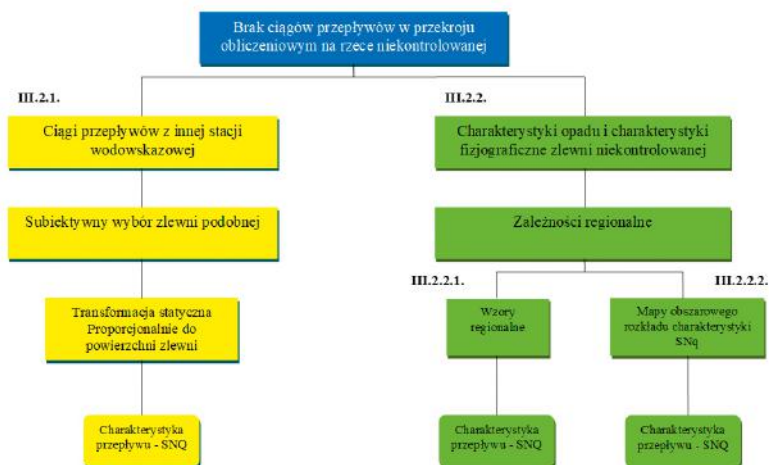 Brak ciągów przepływów w przekroju
obliczeniowym na rzece niekontrolowanej
III.2.1.
Ciągi przepływów z innej stacji
wodowskazowej
Subiektywny wybór zlewni podobnej
Transformacja statyczna
Proporcjonalnie do
powierzchni zlewni
Charakterystyka
przepływu - SNQ
III.2.2.
Charakterystyki opadu i charakterystyki
fizjograficzne zlewni niekontrolowanej
Zależności regionalne
III.2.2.1.
Wzory
regionalne
Charakterystyka
przepływu - SNQ
III.2.2.2.
Mapy obszarowego
rozkładu charakterystyki
SNq
Charakterystyka
przepływu - SNQ